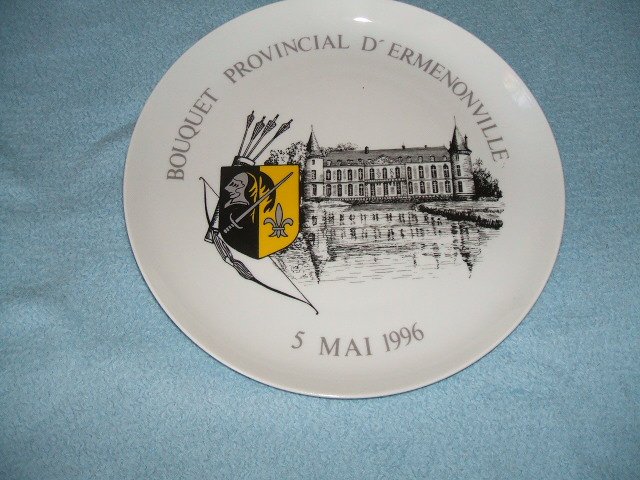 BOUQUET PROVINCIAL D'ERMENONVILLE
5 MAI 1996